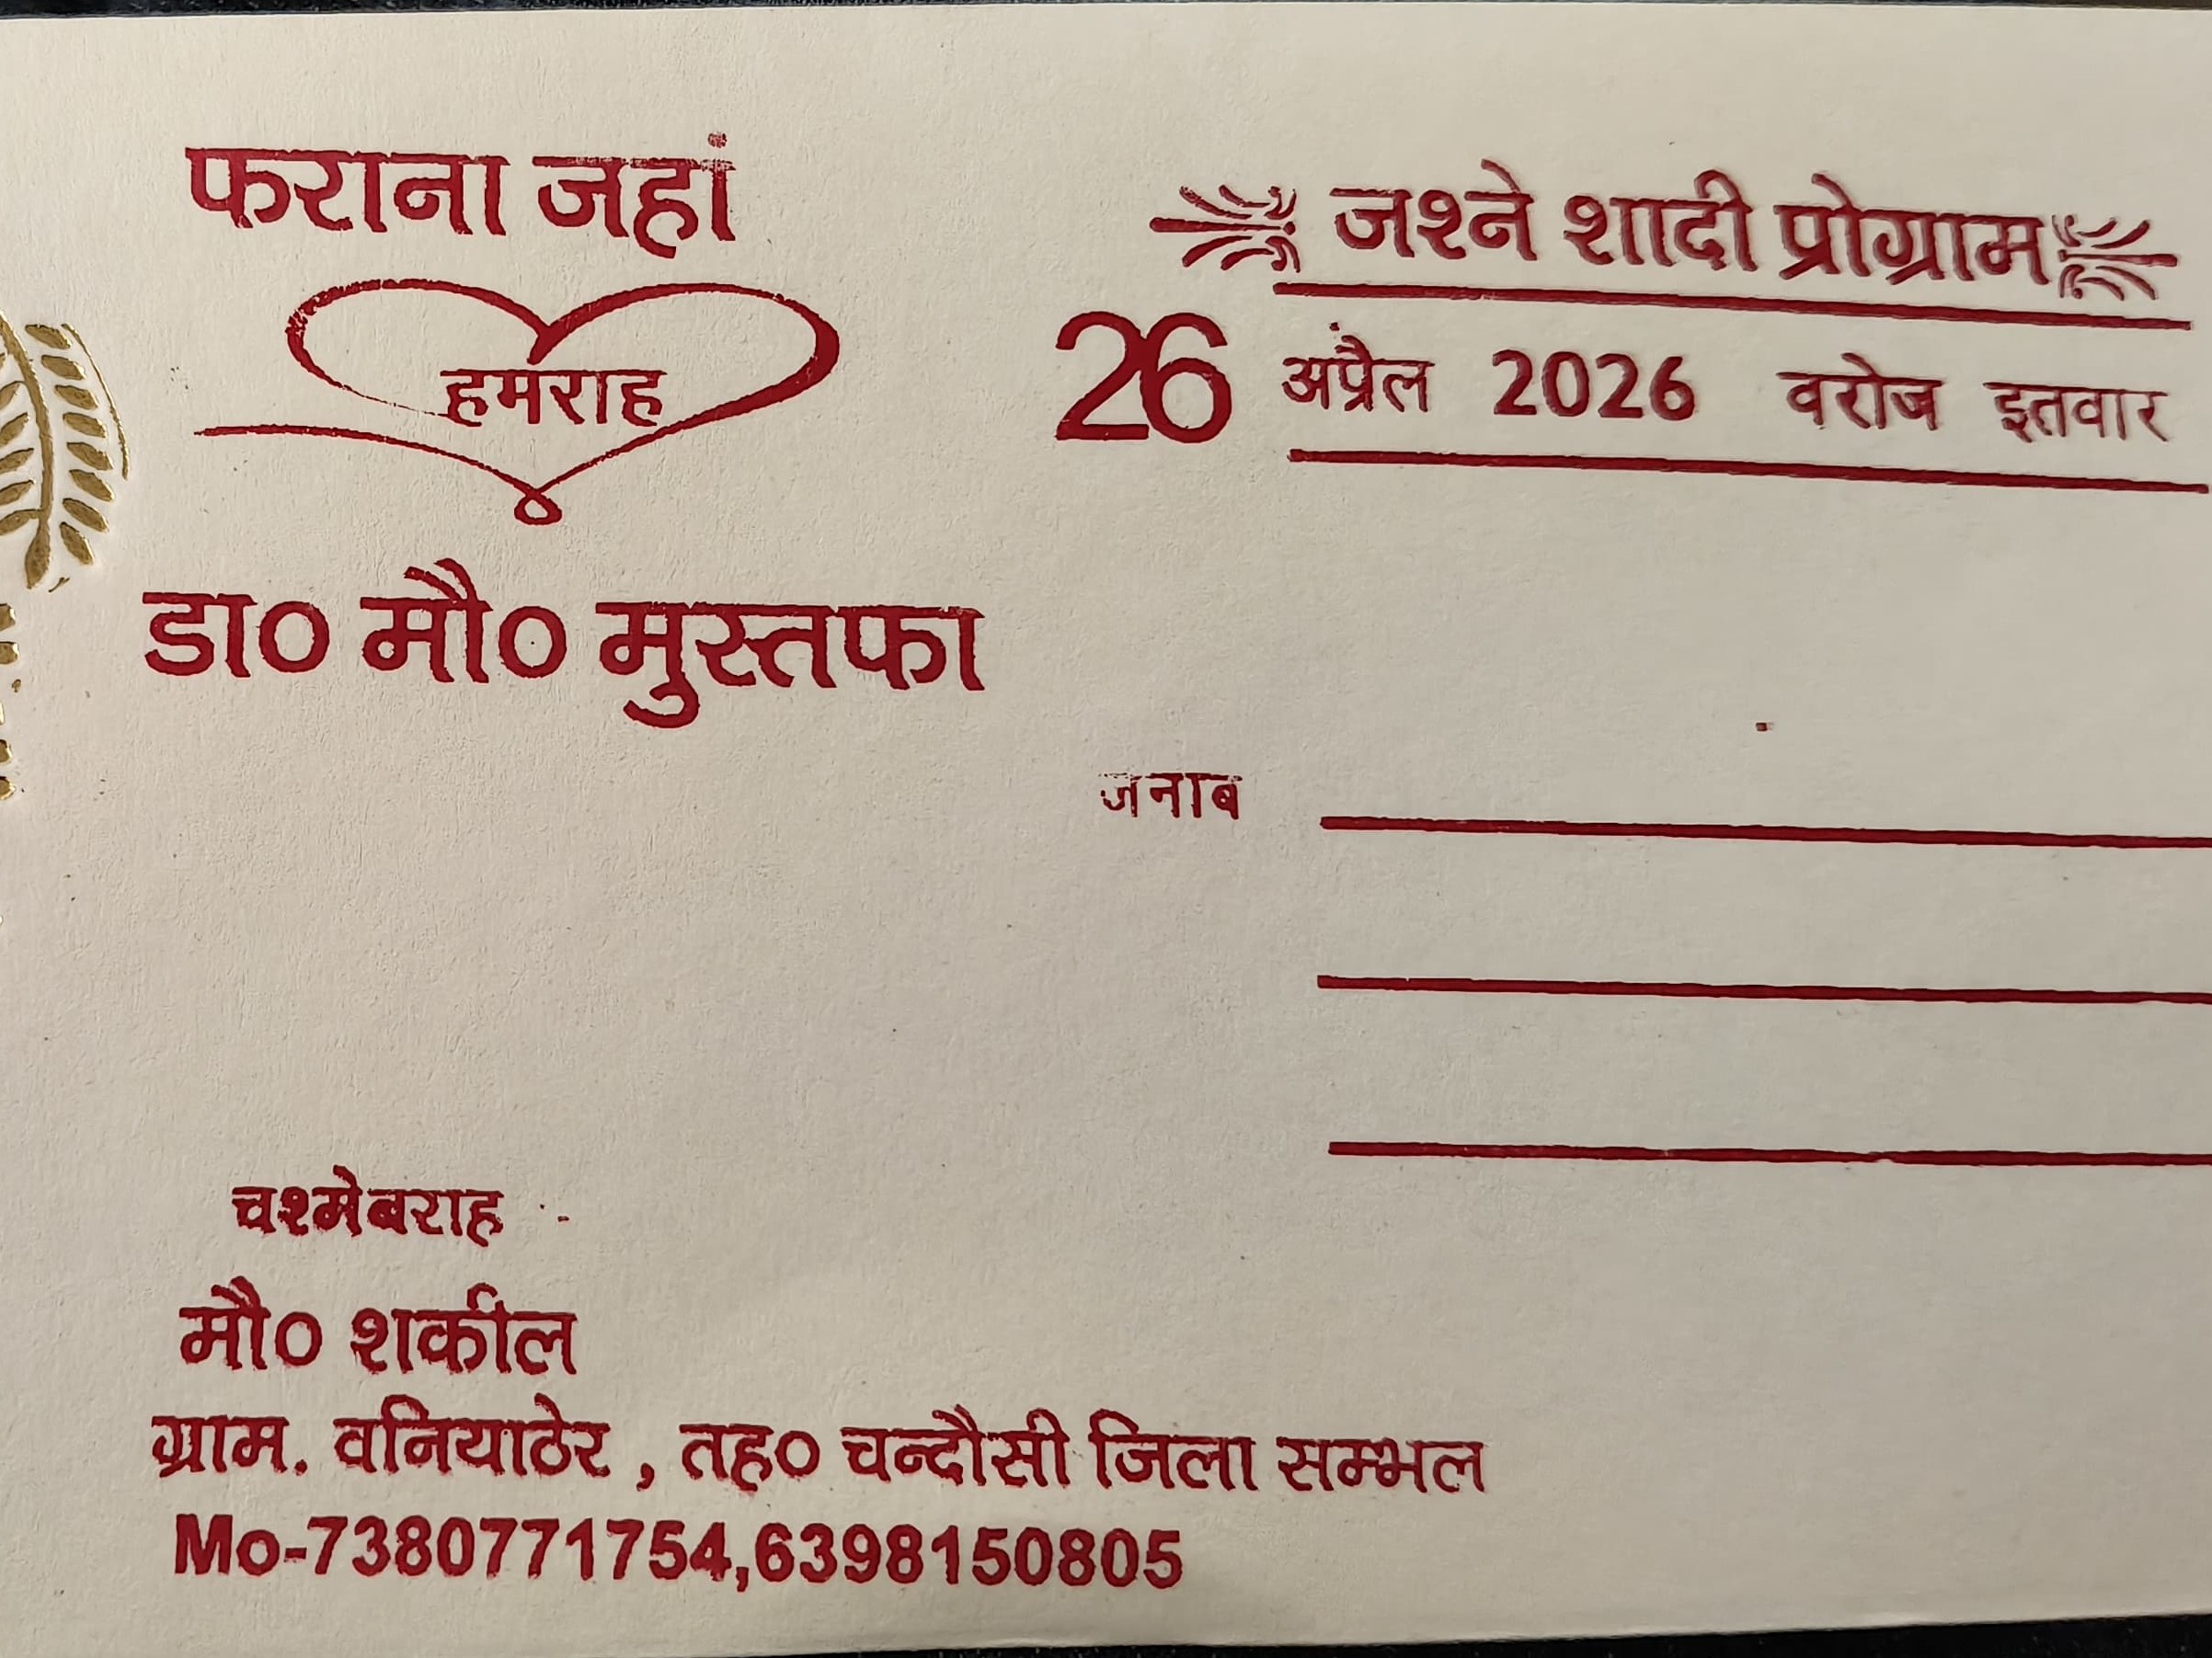 फराना जहां
हमराह
डा० मौ० मुस्तफा
जश्ने शादी प्रोग्राम
26 अंप्रैल 2026 वरोज इतवार
जनाब
चश्मेबराह
मौ० शकील
ग्राम. वनियाठेर , तह० चन्दौसी जिला सम्भल
Mo-7380771754,6398150805